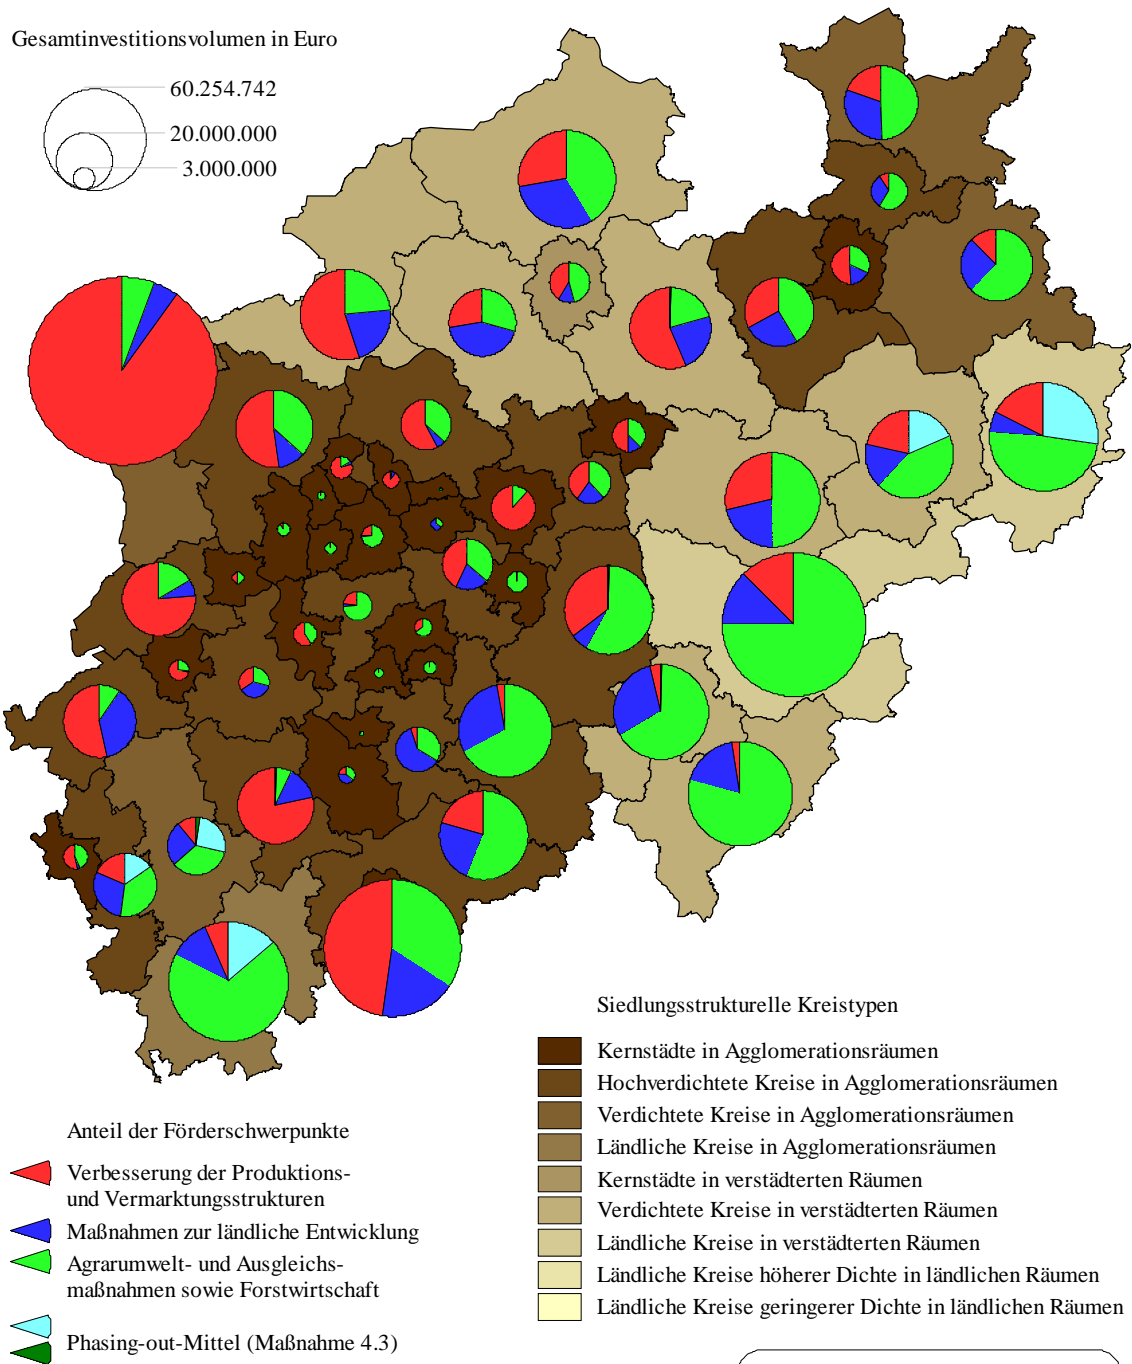 Gesamtinvestitionsvolumen in Euro
60.254.742
20.000.000
3.000.000
Siedlungsstrukturelle Kreistypen
Kernstädte in Agglomerationsräumen
Hochverdichtete Kreise in Agglomerationsräumen
Verdichtete Kreise in Agglomerationsräumen
Ländliche Kreise in Agglomerationsräumen
Kernstädte in verstädterten Räumen
Verdichtete Kreise in verstädterten Räumen
Ländliche Kreise in verstädterten Räumen
Ländliche Kreise höherer Dichte in ländlichen Räumen
Ländliche Kreise geringerer Dichte in ländlichen Räumen
Anteil der Förderschwerpunkte
Verbesserung der Produktions-
und Vermarktungsstrukturen
Maßnahmen zur ländliche Entwicklung
Agrarumwelt- und Ausgleichs-
maßnahmen sowie Forstwirtschaft
Phasing-out-Mittel (Maßnahme 4.3)